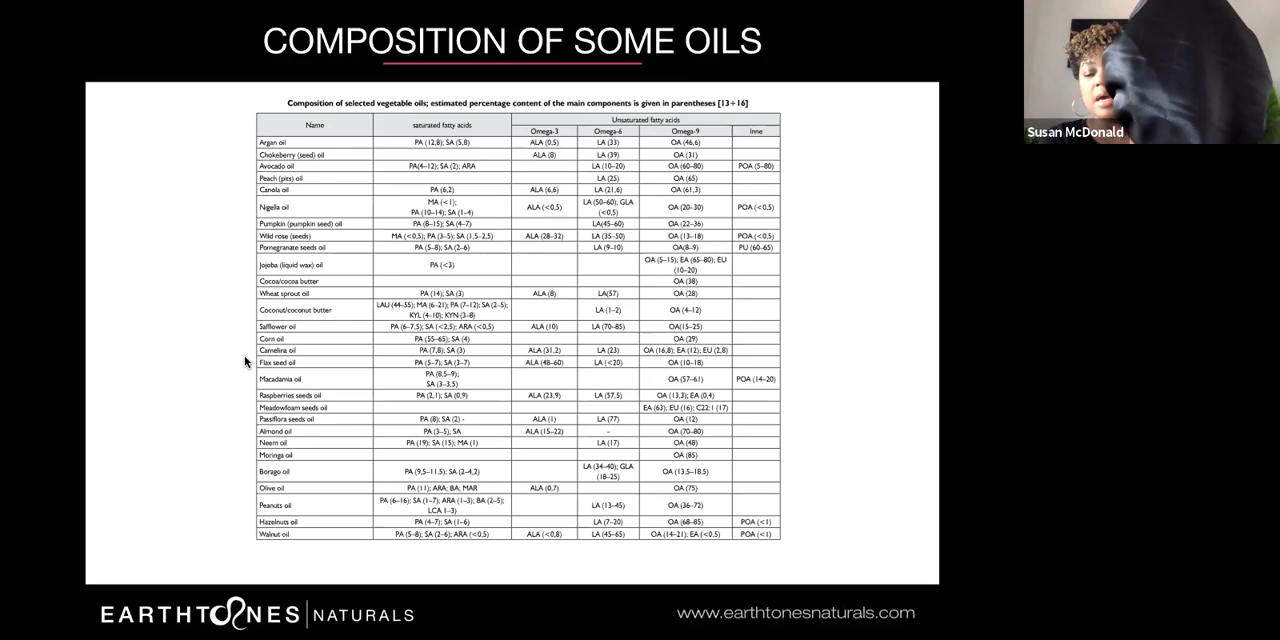 COMPOSITION OF SOME OILS
Susan McDonald
Composition of selected vegetable oils; estimated percentage content of the main components is given in parentheses [13÷16]
Name saturated fatty acids Unsaturated fatty acids
Omega-3 Omega-6 Omega-9 Inne
Argan oil PA (12,8); SA (5,8) ALA (0,5) LA (33) OA (46,6)
Chokeberry (seed) oil ALA (8) LA (39) OA (31)
Avocado oil PA(4–12); SA (2); ARA LA (10–20) OA (60–80) POA (5–80)
Peach (pits) oil LA (25) OA (65)
Canola oil PA (6,2) ALA (6,6) LA (21,6) OA (61,3)
Nigella oil MA (<1); PA (10–14); SA (1–4) ALA (<0,5) LA (50–60); GLA (<0,5) OA (20–30) POA (<0,5)
Pumpkin (pumpkin seed) oil PA (8–15); SA (4–7) LA(45–60) OA (22–36)
Wild rose (seeds) MA (<0,5); PA (3–5); SA (1,5–2,5) ALA (28–32) LA (35–50) OA (13–18) POA (<0,5)
Pomegranate seeds oil PA (5–8); SA (2–6) LA (9–10) OA(8–9) PU (60–65)
Jojoba (liquid wax) oil PA (<3) OA (5–15); EA (65–80); EU (10–20)
Cocoa/cocoa butter OA (38)
Wheat sprout oil PA (14); SA (3) ALA (8) LA(57) OA (28)
Coconut/coconut butter LAU (44–55); MA (6–21); PA (7–12); SA (2–5); KYL (4–10); KYN (3–8) LA (1–2) OA (4–12)
Safflower oil PA (6–7,5); SA (<2,5); ARA (<0,5) ALA (10) LA (70–85) OA(15–25)
Corn oil PA (55–65); SA (4) OA (29)
Camelina oil PA (7,8); SA (3) ALA (31,2) LA (23) OA (16,8); EA (12); EU (2,8)
Flax seed oil PA (5–7); SA (3–7) ALA (48–60) LA (<20) OA (10–18)
Macadamia oil PA (8,5–9); SA (3–3,5) OA (57–61) POA (14–20)
Raspberries seeds oil PA (2,1); SA (0,9) ALA (23,9) LA (57,5) OA (13,3); EA (0,4)
Meadowfoam seeds oil EA (63); EU (16); C22:1 (17)
Passiflora seeds oil PA (8); SA (2) - ALA (1) LA (77) OA (12)
Almond oil PA (3–5); SA ALA (15–22) - OA (70–80)
Neem oil PA (19); SA (15); MA (1) LA (17) OA (48)
Moringa oil OA (85)
Borago oil PA (9,5–11,5); SA (2–4,2) LA (34–40); GLA (18–25) OA (13,5–18,5)
Olive oil PA (11); ARA; BA; MAR ALA (0,7) OA (75)
Peanuts oil PA (6–16); SA (1–7); ARA (1–3); BA (2–5); LCA 1–3) LA (13–45) OA (36–72)
Hazelnuts oil PA (4–7); SA (1–6) LA (7–20) OA (68–85) POA (<1)
Walnut oil PA (5–8); SA (2–6); ARA (<0,5) ALA (<0,8) LA (45–65) OA (14–21); EA (<0,5) POA (<1)
EARTHTONES NATURALS
www.earthtonesnaturals.com